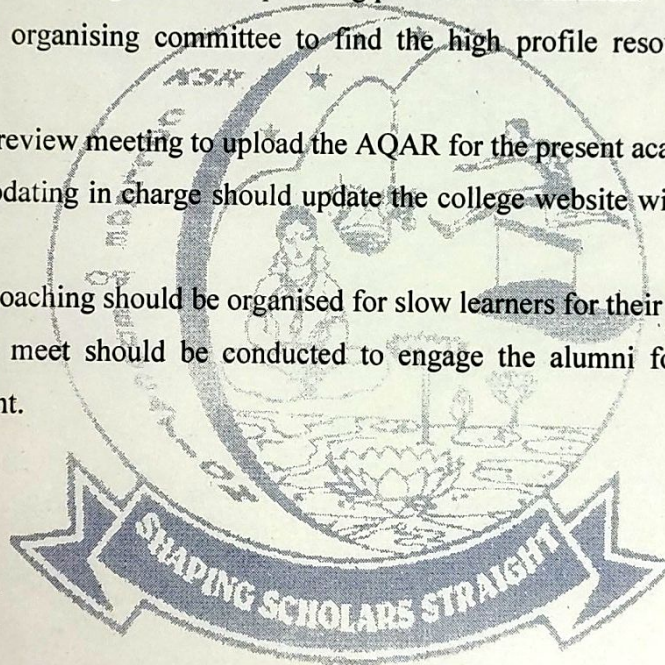 organising committee to find the high profile reso
review meeting to upload the AQAR for the present aca
dating in charge should update the college website wi
oaching should be organised for slow learners for their
meet should be conducted to engage the alumni fo
nt.
SHAPING SCHOLARS STRAIGHT